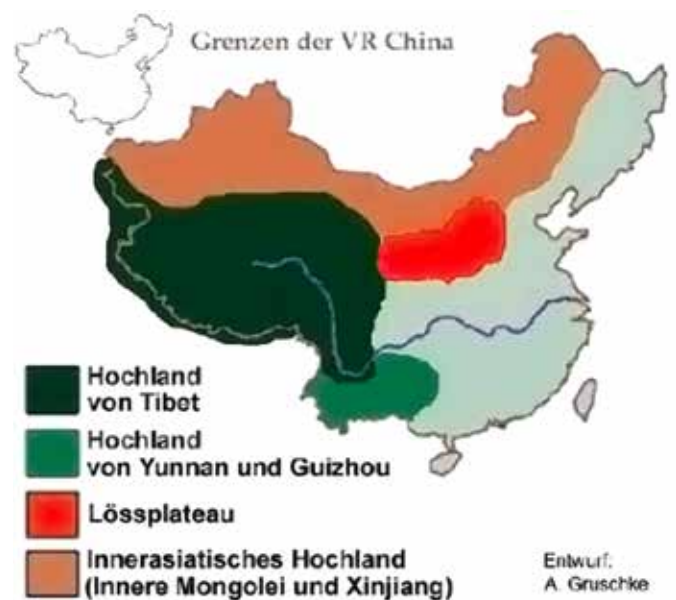 Grenzen der VR China
Hochland
von Tibet
Hochland
von Yunnan und Guizhou
Lössplateau
Innerasiatisches Hochland
(Innere Mongolei und Xinjiang)
Entwurf:
A. Gruschke